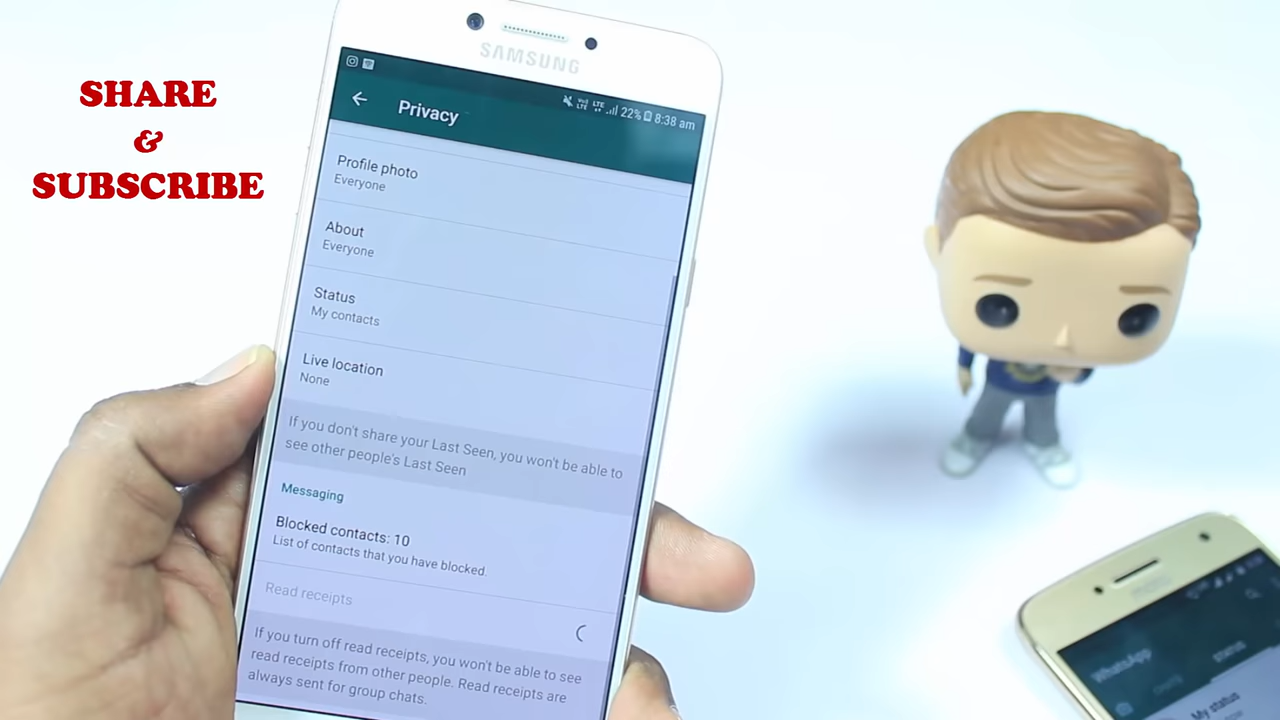 SHARE
&
SUBSCRIBE
SAMSUNG
22% 8:38 am
Privacy
Profile photo
Everyone
About
Everyone
Status
My contacts
Live location
None
If you don't share your Last Seen, you won't be able to
see other people's Last Seen
Messaging
Blocked contacts: 10
List of contacts that you have blocked.
Read receipts
If you turn off read receipts, you won't be able to see
read receipts from other people. Read receipts are
always sent for group chats.
WhatsApp
STATUS
My status